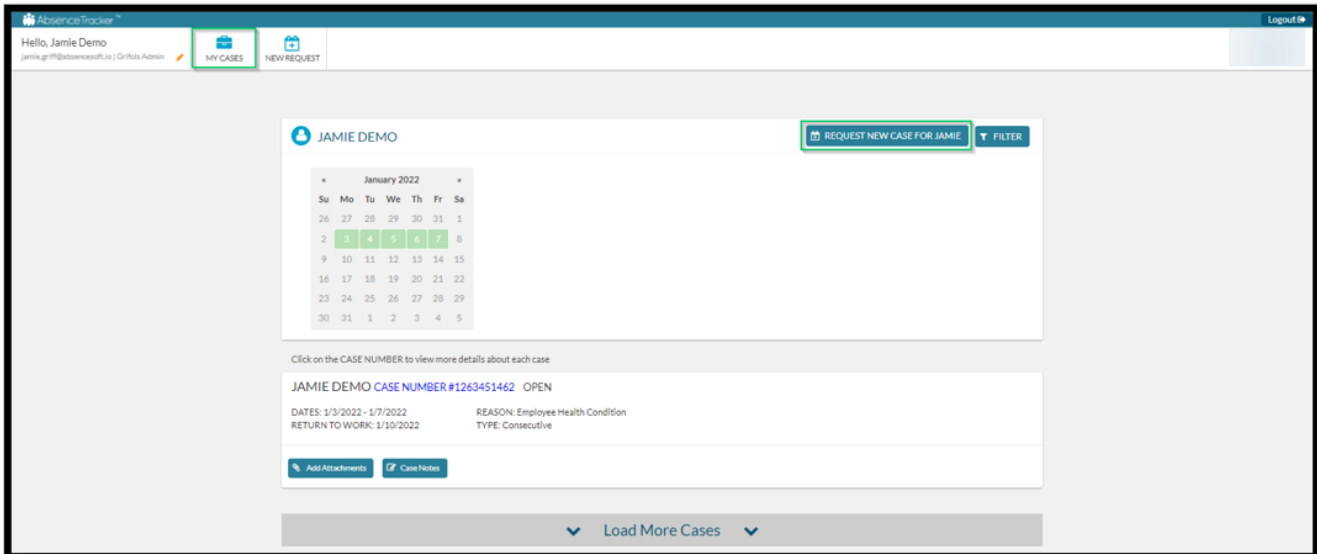 AbsenceTracker™
Logout
Hello, Jamie Demo
jamie.griff@absencesoft.io | Grifols Admin
MY CASES
NEW REQUEST
JAMIE DEMO
REQUEST NEW CASE FOR JAMIE
FILTER
« January 2022 »
Su Mo Tu We Th Fr Sa
26 27 28 29 30 31 1
2 3 4 5 6 7 8
9 10 11 12 13 14 15
16 17 18 19 20 21 22
23 24 25 26 27 28 29
30 31 1 2 3 4 5
Click on the CASE NUMBER to view more details about each case
JAMIE DEMO CASE NUMBER #1263451462 OPEN
DATES: 1/3/2022 - 1/7/2022 REASON: Employee Health Condition
RETURN TO WORK: 1/10/2022 TYPE: Consecutive
Add Attachments
Case Notes
Load More Cases